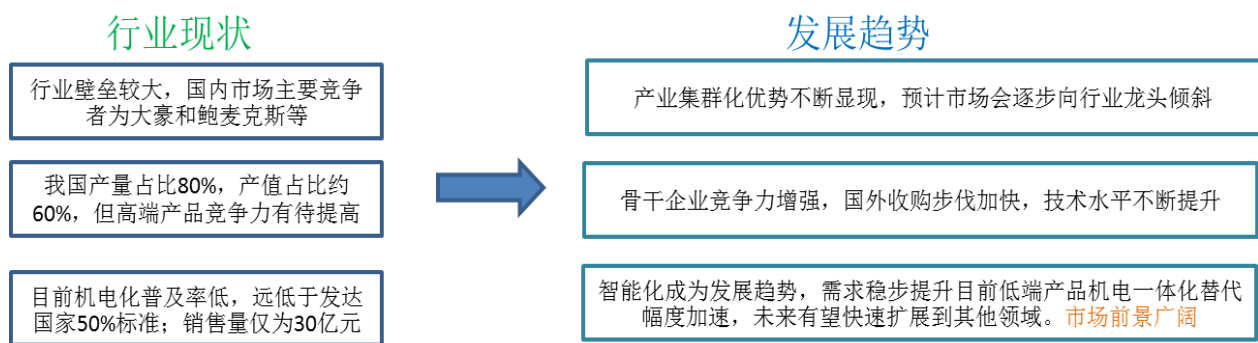 行业现状
行业壁垒较大，国内市场主要竞争
者为大豪和鲍麦克斯等
我国产量占比80%，产值占比约
60%，但高端产品竞争力有待提高
目前机电化普及率低，远低于发达
国家50%标准；销售量仅为30亿元
发展趋势
产业集群化优势不断显现，预计市场会逐步向行业龙头倾斜
骨干企业竞争力增强，国外收购步伐加快，技术水平不断提升
智能化成为发展趋势，需求稳步提升目前低端产品机电一体化替代
幅度加速，未来有望快速扩展到其他领域。市场前景广阔